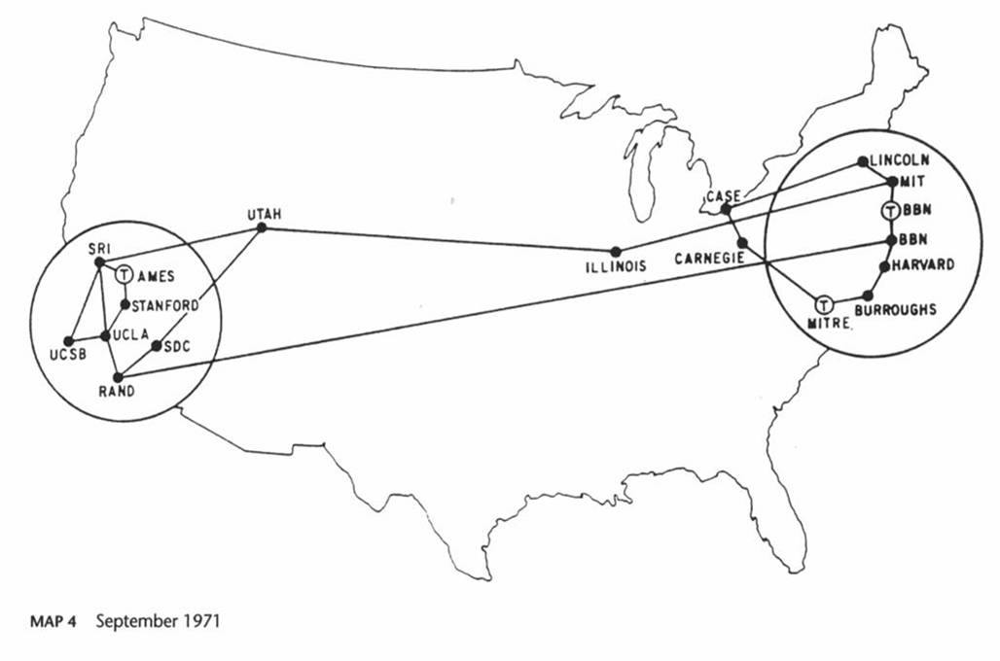 LINCOLN
MIT
CASE
T BBN
UTAH
BBN
SRI
ILLINOIS
CARNEGIE
HARVARD
T AMES
STANFORD
T
BURROUGHS
MITRE
UCLA
SDC
UCSB
RAND
MAP 4 September 1971